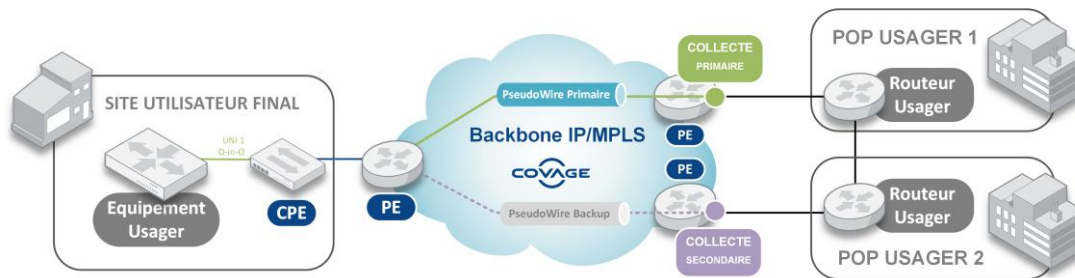 SITE UTILISATEUR FINAL
UNI 1
Q-in-Q
Equipement
Usager
CPE
PE
PseudoWire Primaire
Backbone IP/MPLS
COVAGE
PseudoWire Backup
COLLECTE
PRIMAIRE
PE
PE
COLLECTE
SECONDAIRE
POP USAGER 1
Routeur
Usager
Routeur
Usager
POP USAGER 2